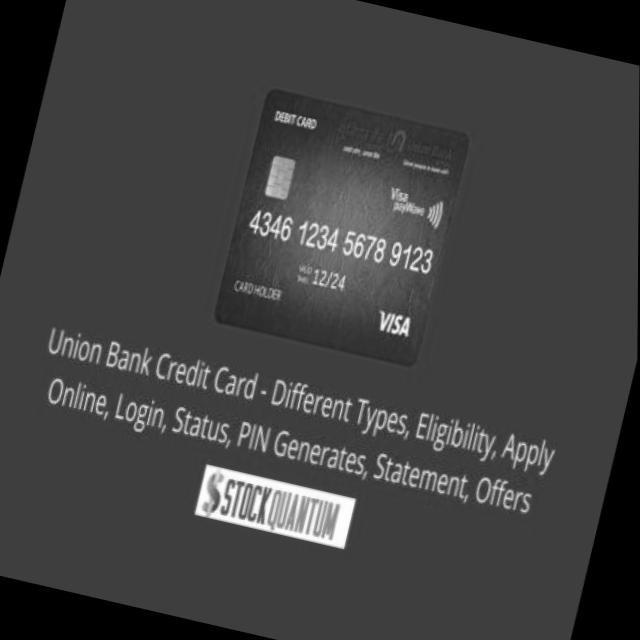 DEBIT CARD
Visa
payWave
4346 1234 5678 9123
12/24
CARD HOLDER
VISA
Union Bank Credit Card - Different Types, Eligibility, Apply
Online, Login, Status, PIN Generates, Statement, Offers
STOCKQUANTUM